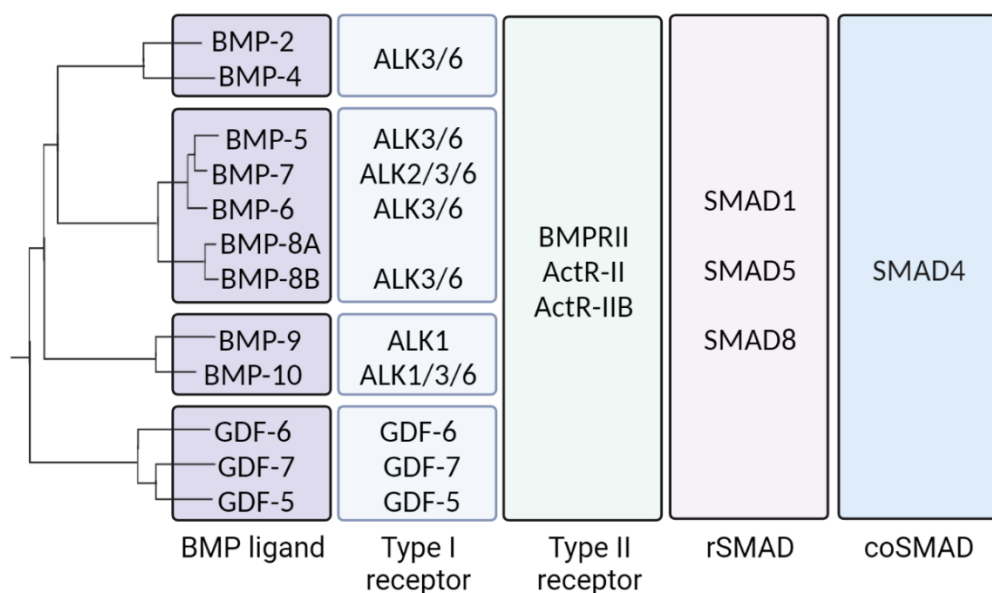 BMP-2
BMP-4
ALK3/6
BMP-5
BMP-7
BMP-6
BMP-8A
BMP-8B
ALK3/6
ALK2/3/6
ALK3/6
ALK3/6
BMP-9
BMP-10
ALK1
ALK1/3/6
GDF-6
GDF-7
GDF-5
GDF-6
GDF-7
GDF-5
BMPRII
ActR-II
ActR-IIB
SMAD1
SMAD5
SMAD8
SMAD4
BMP ligand
Type I
receptor
Type II
receptor
rSMAD
coSMAD